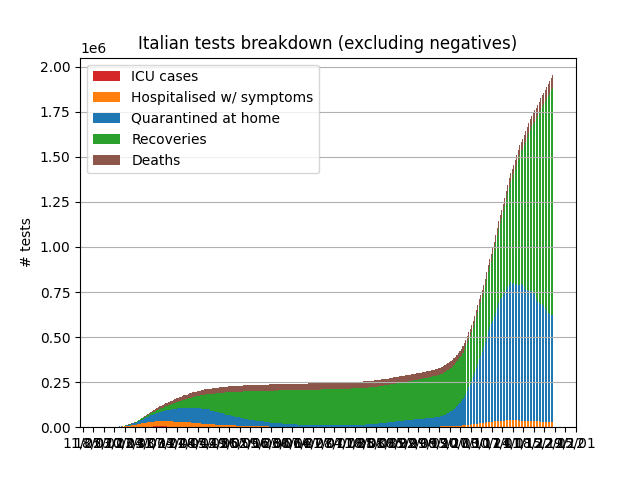 Italian tests breakdown (excluding negatives)
1e6
2.00
1.75
1.50
1.25
1.00
0.75
0.50
0.25
0.00
# tests
ICU cases
Hospitalised w/ symptoms
Quarantined at home
Recoveries
Deaths